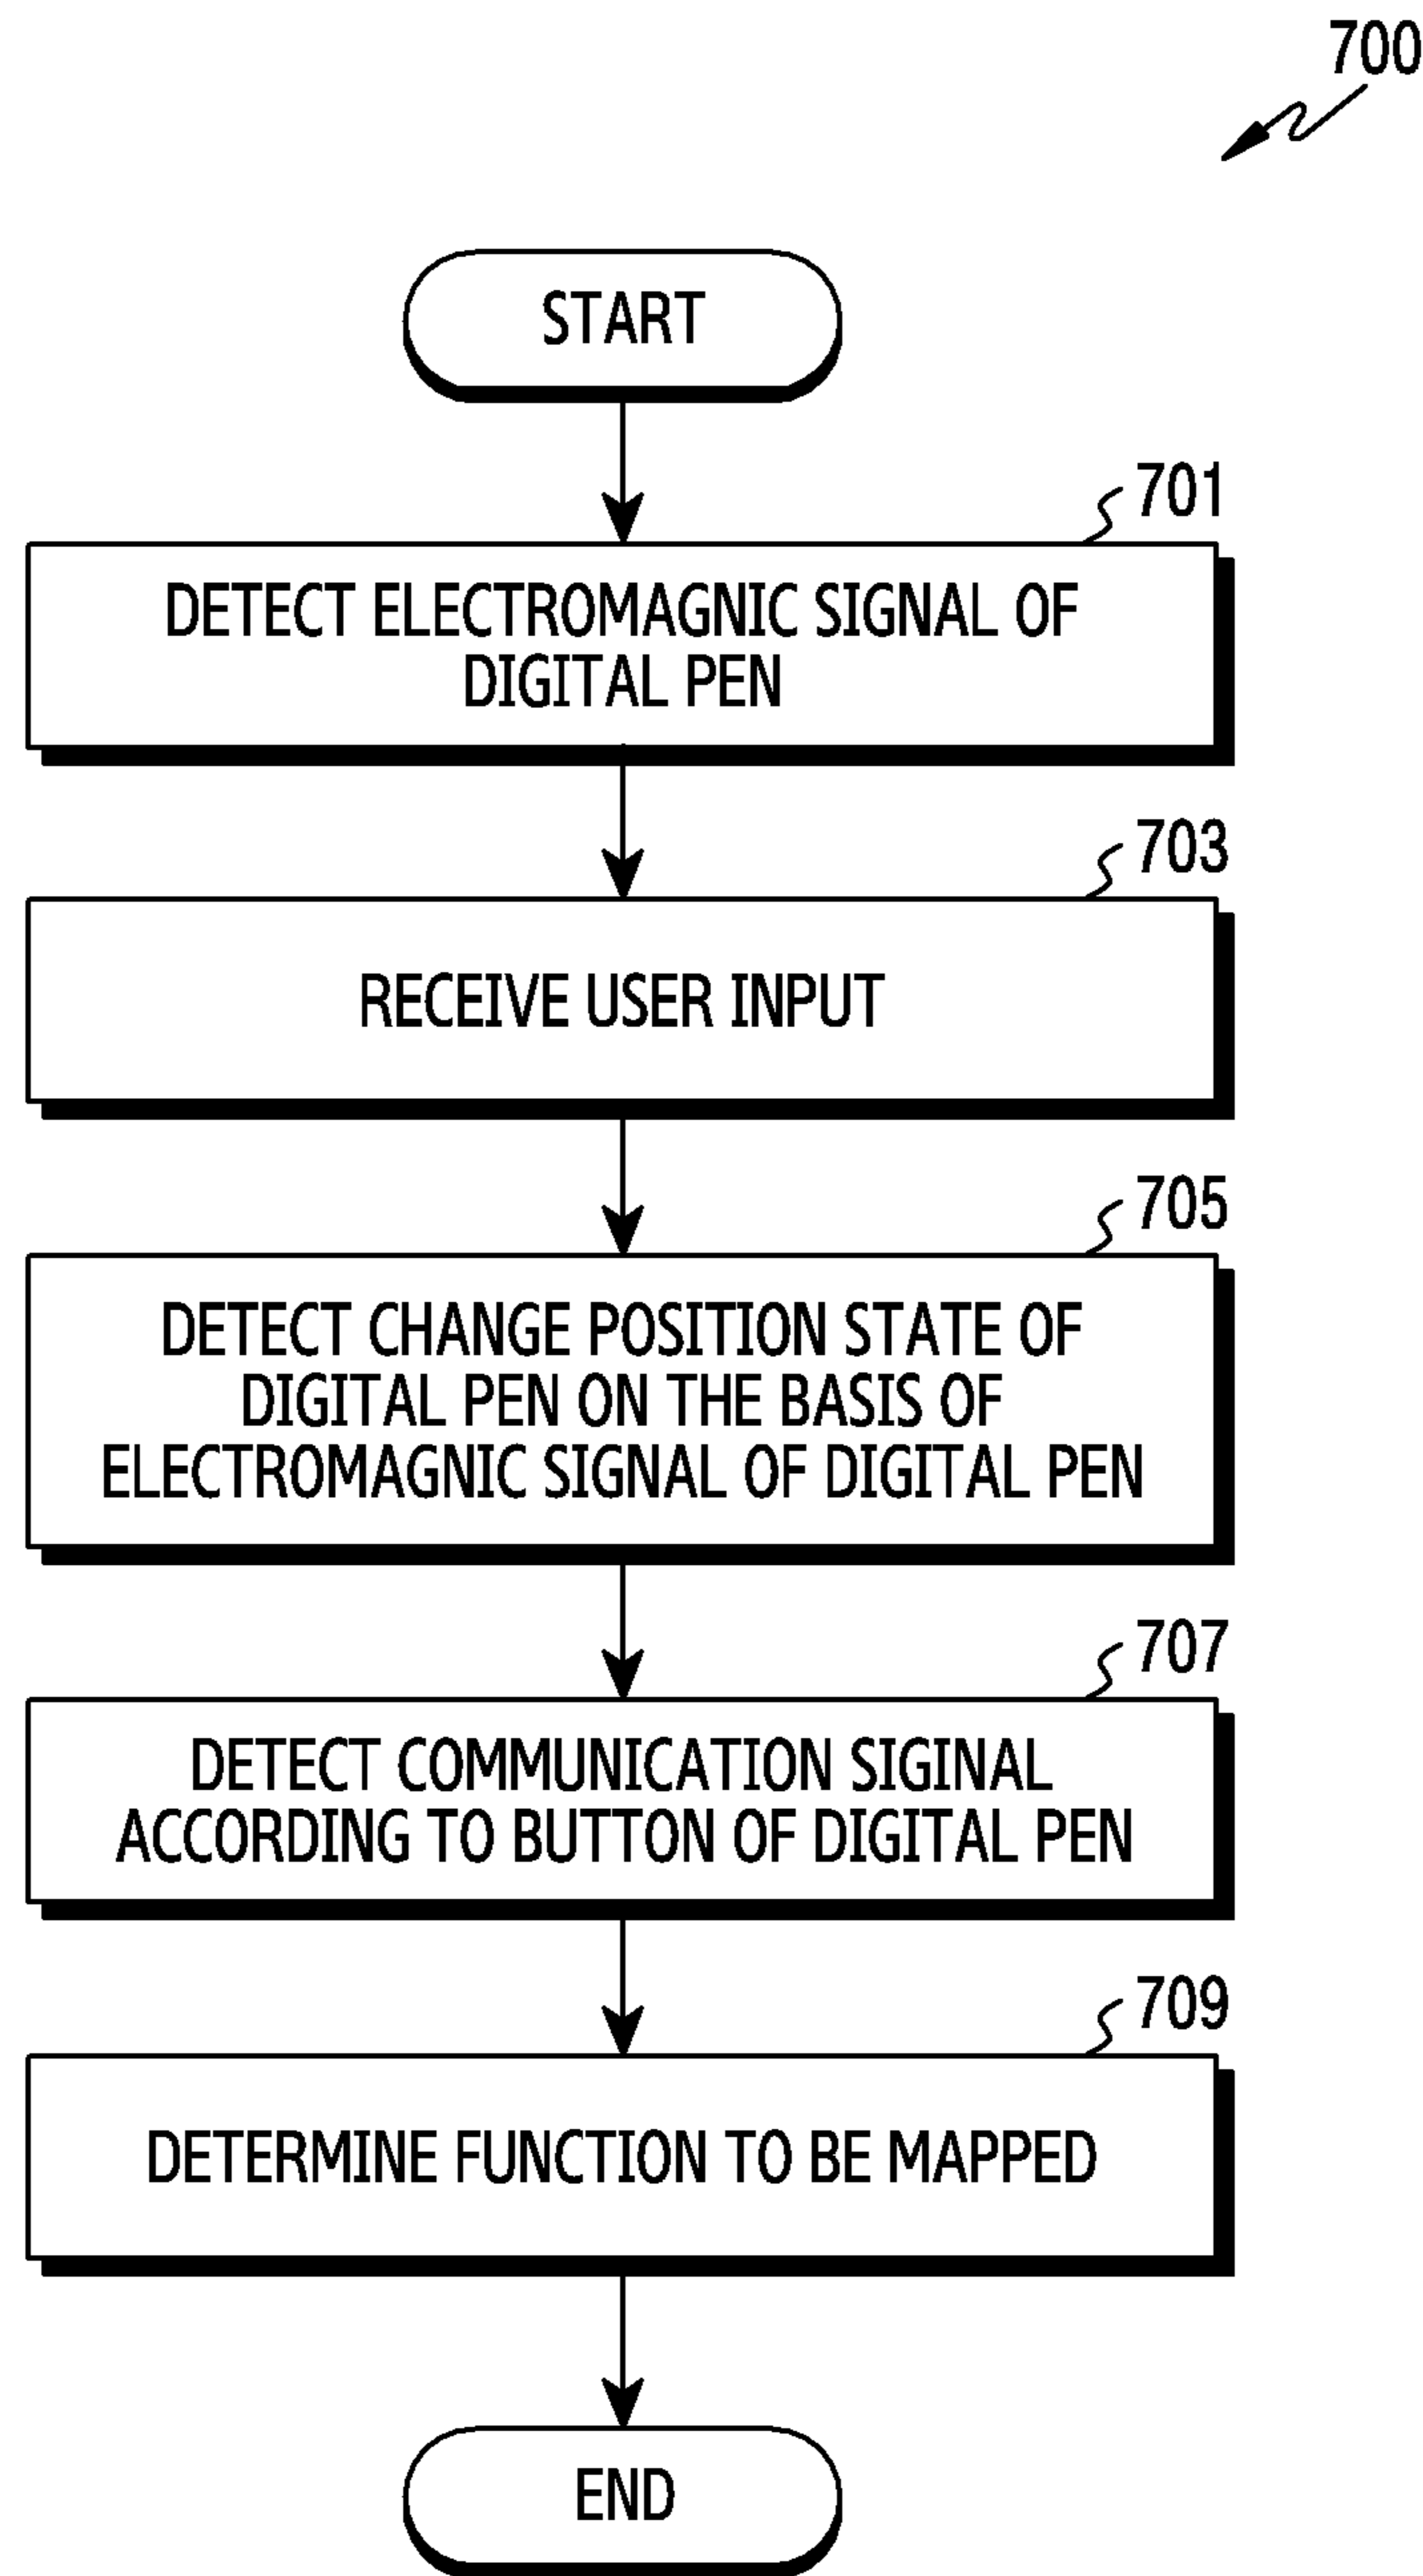 700
START
701
DETECT ELECTROMAGNIC SIGNAL OF
DIGITAL PEN
703
RECEIVE USER INPUT
705
DETECT CHANGE POSITION STATE OF
DIGITAL PEN ON THE BASIS OF
ELECTROMAGNIC SIGNAL OF DIGITAL PEN
707
DETECT COMMUNICATION SIGINAL
ACCORDING TO BUTTON OF DIGITAL PEN
709
DETERMINE FUNCTION TO BE MAPPED
END